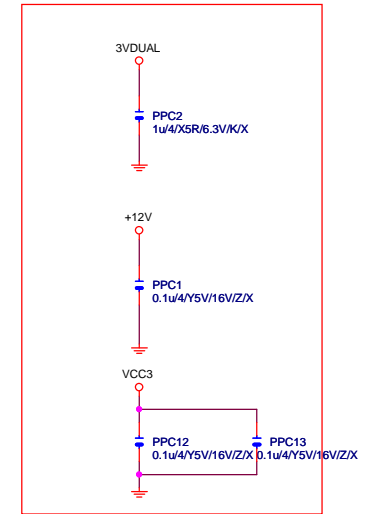 3VDUAL
PPC2
1u/4/X5R/6.3V/K/X
+12V
PPC1
0.1u/4/Y5V/16V/Z/X
VCC3
PPC12
0.1u/4/Y5V/16V/Z/X
PPC13
0.1u/4/Y5V/16V/Z/X